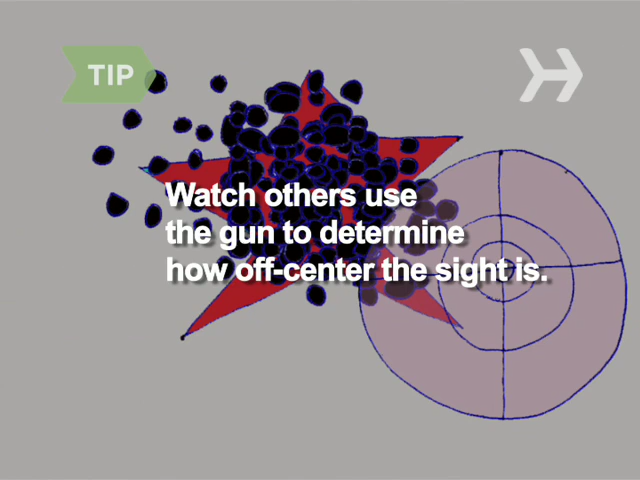 TIP
Watch others use
the gun to determine
how off-center the sight is.